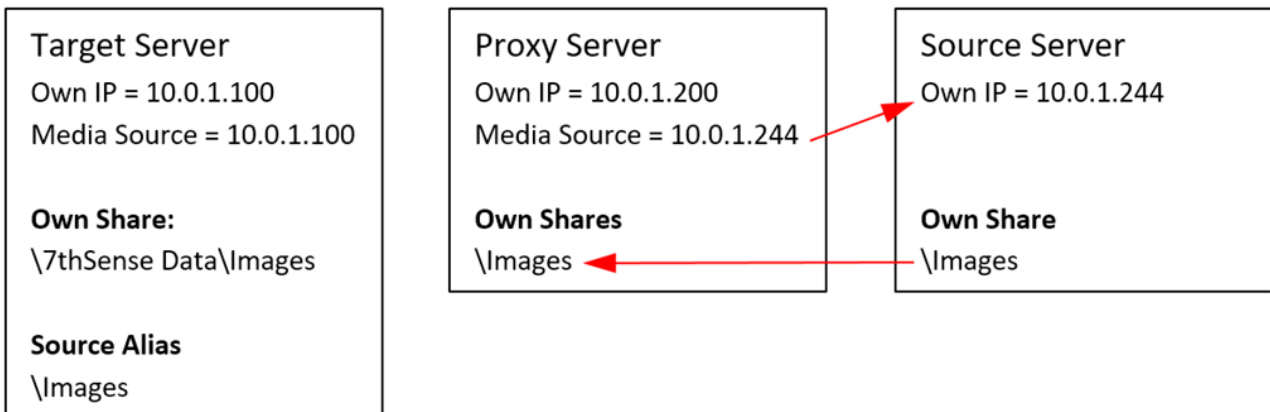 Target Server
Own IP = 10.0.1.100
Media Source = 10.0.1.100
Own Share:
\7thSense Data\Images
Source Alias
\Images
Proxy Server
Own IP = 10.0.1.200
Media Source = 10.0.1.244
Own Shares
\Images
Source Server
Own IP = 10.0.1.244
Own Share
\Images